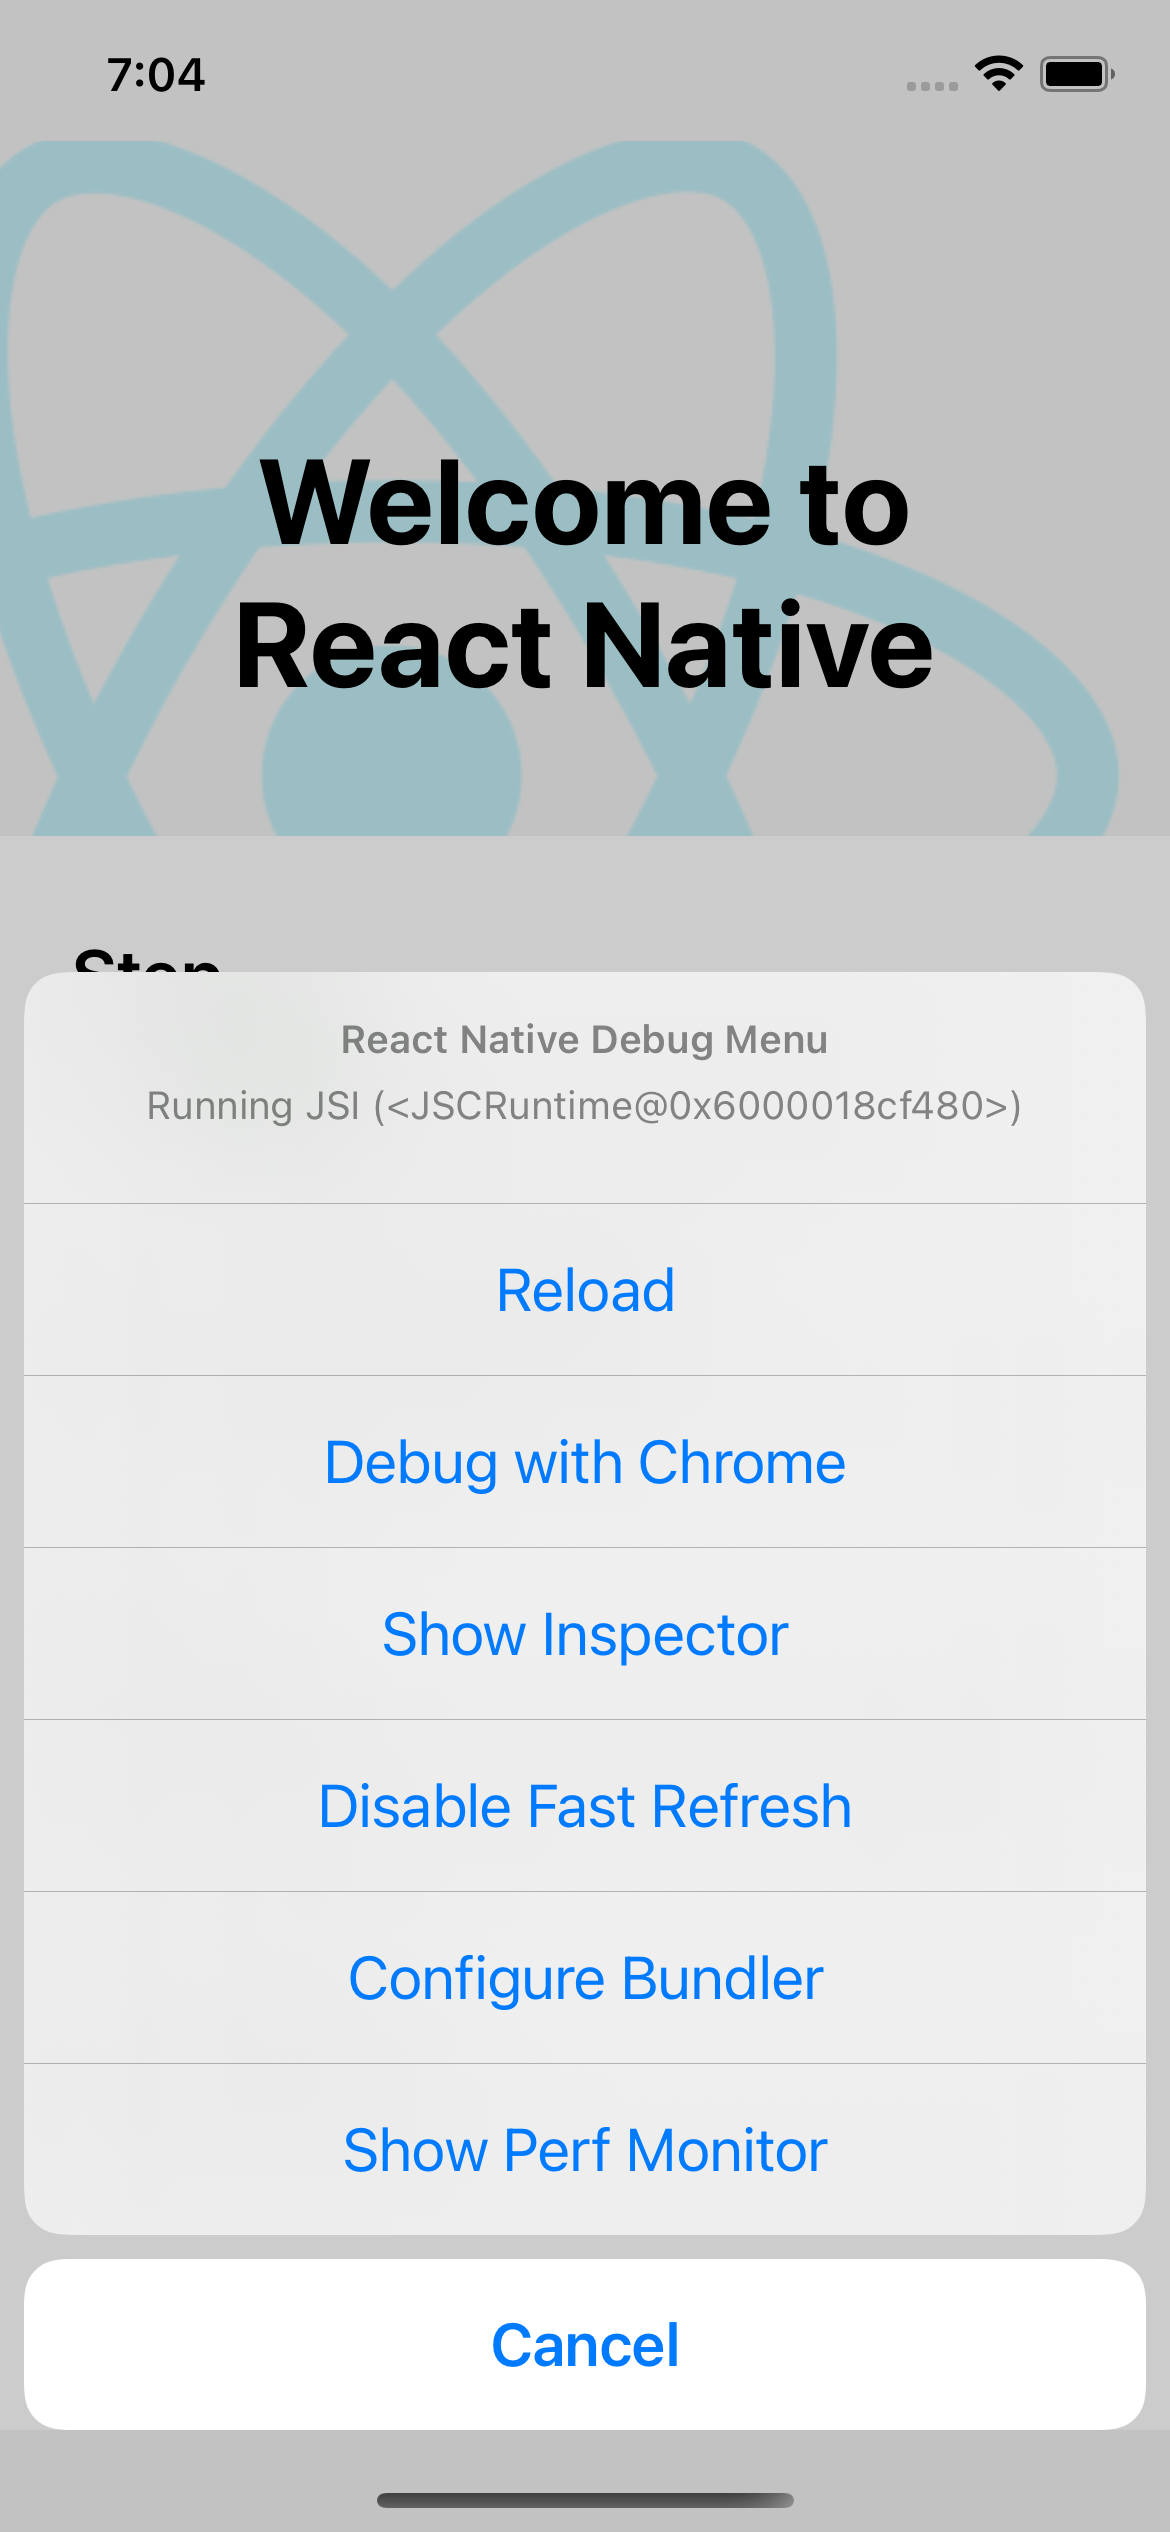 7:04
Welcome to
React Native
Step
React Native Debug Menu
Running JSI (<JSCRuntime@0x6000018cf480>)
Reload
Debug with Chrome
Show Inspector
Disable Fast Refresh
Configure Bundler
Show Perf Monitor
Cancel